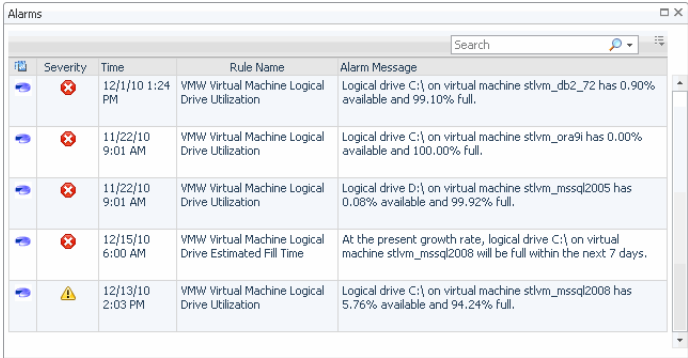 Alarms
Search
Severity Time Rule Name Alarm Message
12/1/10 1:24 VMW Virtual Machine Logical Logical drive C:\ on virtual machine stlvm_db2_72 has 0.90%
PM Drive Utilization available and 99.10% full.
11/22/10 VMW Virtual Machine Logical Logical drive C:\ on virtual machine stlvm_ora9i has 0.00%
9:01 AM Drive Utilization available and 100.00% full.
11/22/10 VMW Virtual Machine Logical Logical drive D:\ on virtual machine stlvm_mssql2005 has
9:01 AM Drive Utilization 0.08% available and 99.92% full.
12/15/10 VMW Virtual Machine Logical At the present growth rate, logical drive C:\ on virtual
6:00 AM Drive Estimated Fill Time machine stlvm_mssql2008 will be full within the next 7 days.
12/13/10 VMW Virtual Machine Logical Logical drive C:\ on virtual machine stlvm_mssql2008 has
2:03 PM Drive Utilization 5.76% available and 94.24% full.